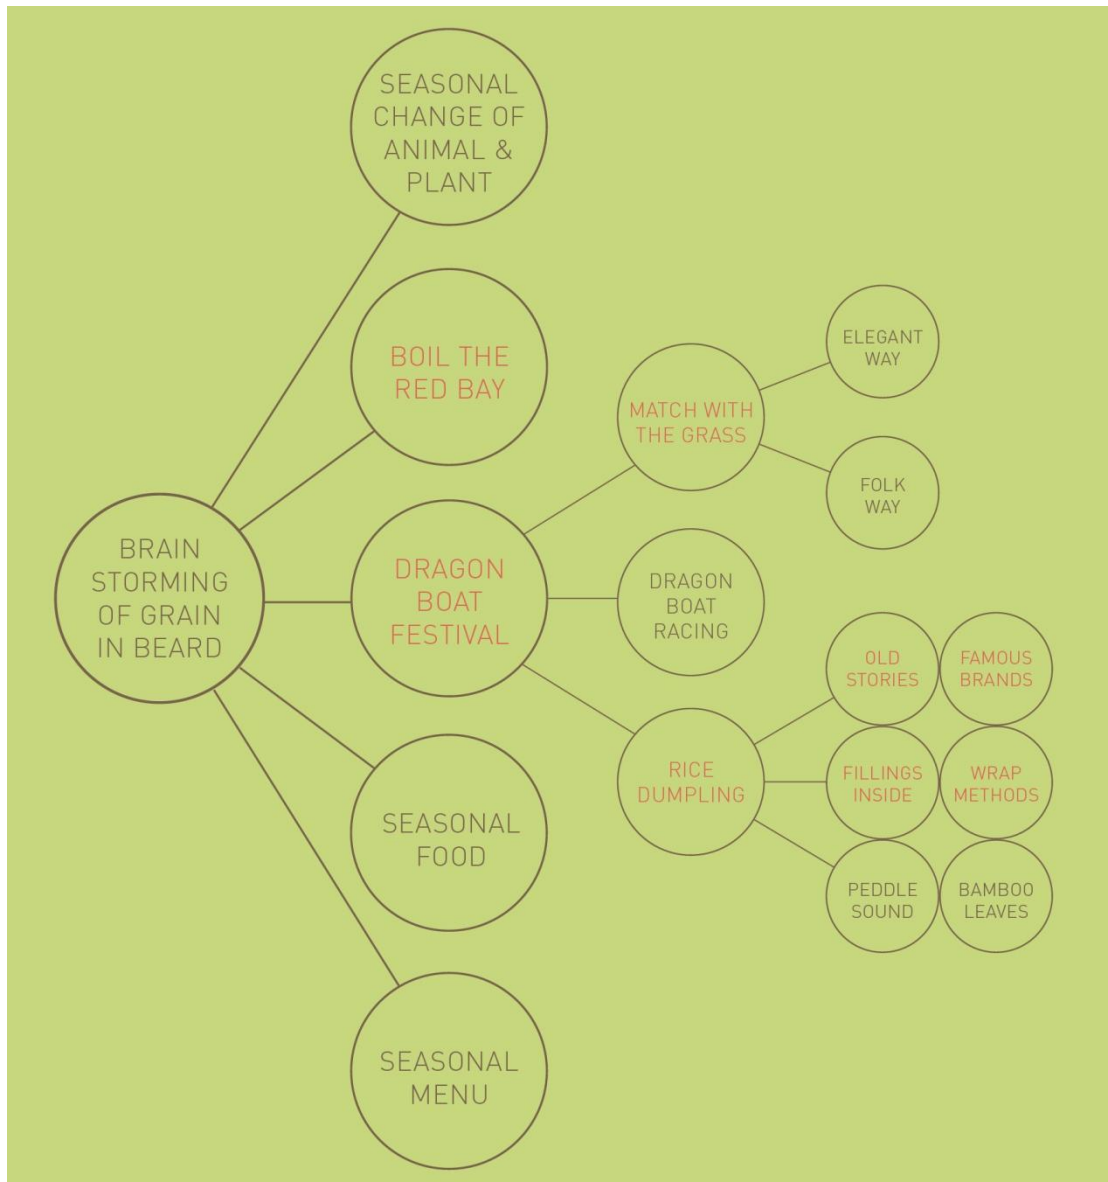 SEASONAL
CHANGE OF
ANIMAL &
PLANT
BOIL THE
RED BAY
BRAIN
STORMING
OF GRAIN
IN BEARD
DRAGON
BOAT
FESTIVAL
SEASONAL
FOOD
SEASONAL
MENU
MATCH WITH
THE GRASS
DRAGON
BOAT
RACING
RICE
DUMPLING
ELEGANT
WAY
FOLK
WAY
OLD
STORIES
FAMOUS
BRANDS
FILLINGS
INSIDE
WRAP
METHODS
PEDDLE
SOUND
BAMBOO
LEAVES